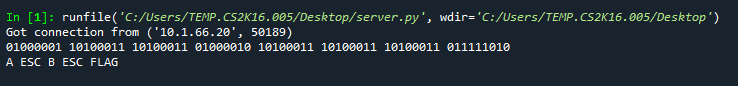 In [1]: runfile('C:/Users/TEMP.CS2K16.005/Desktop/server.py', wdir='C:/Users/TEMP.CS2K16.005/Desktop')
Got connection from ('10.1.66.20', 50189)
01000001 10100011 10100011 01000010 10100011 10100011 10100011 011111010
A ESC B ESC FLAG